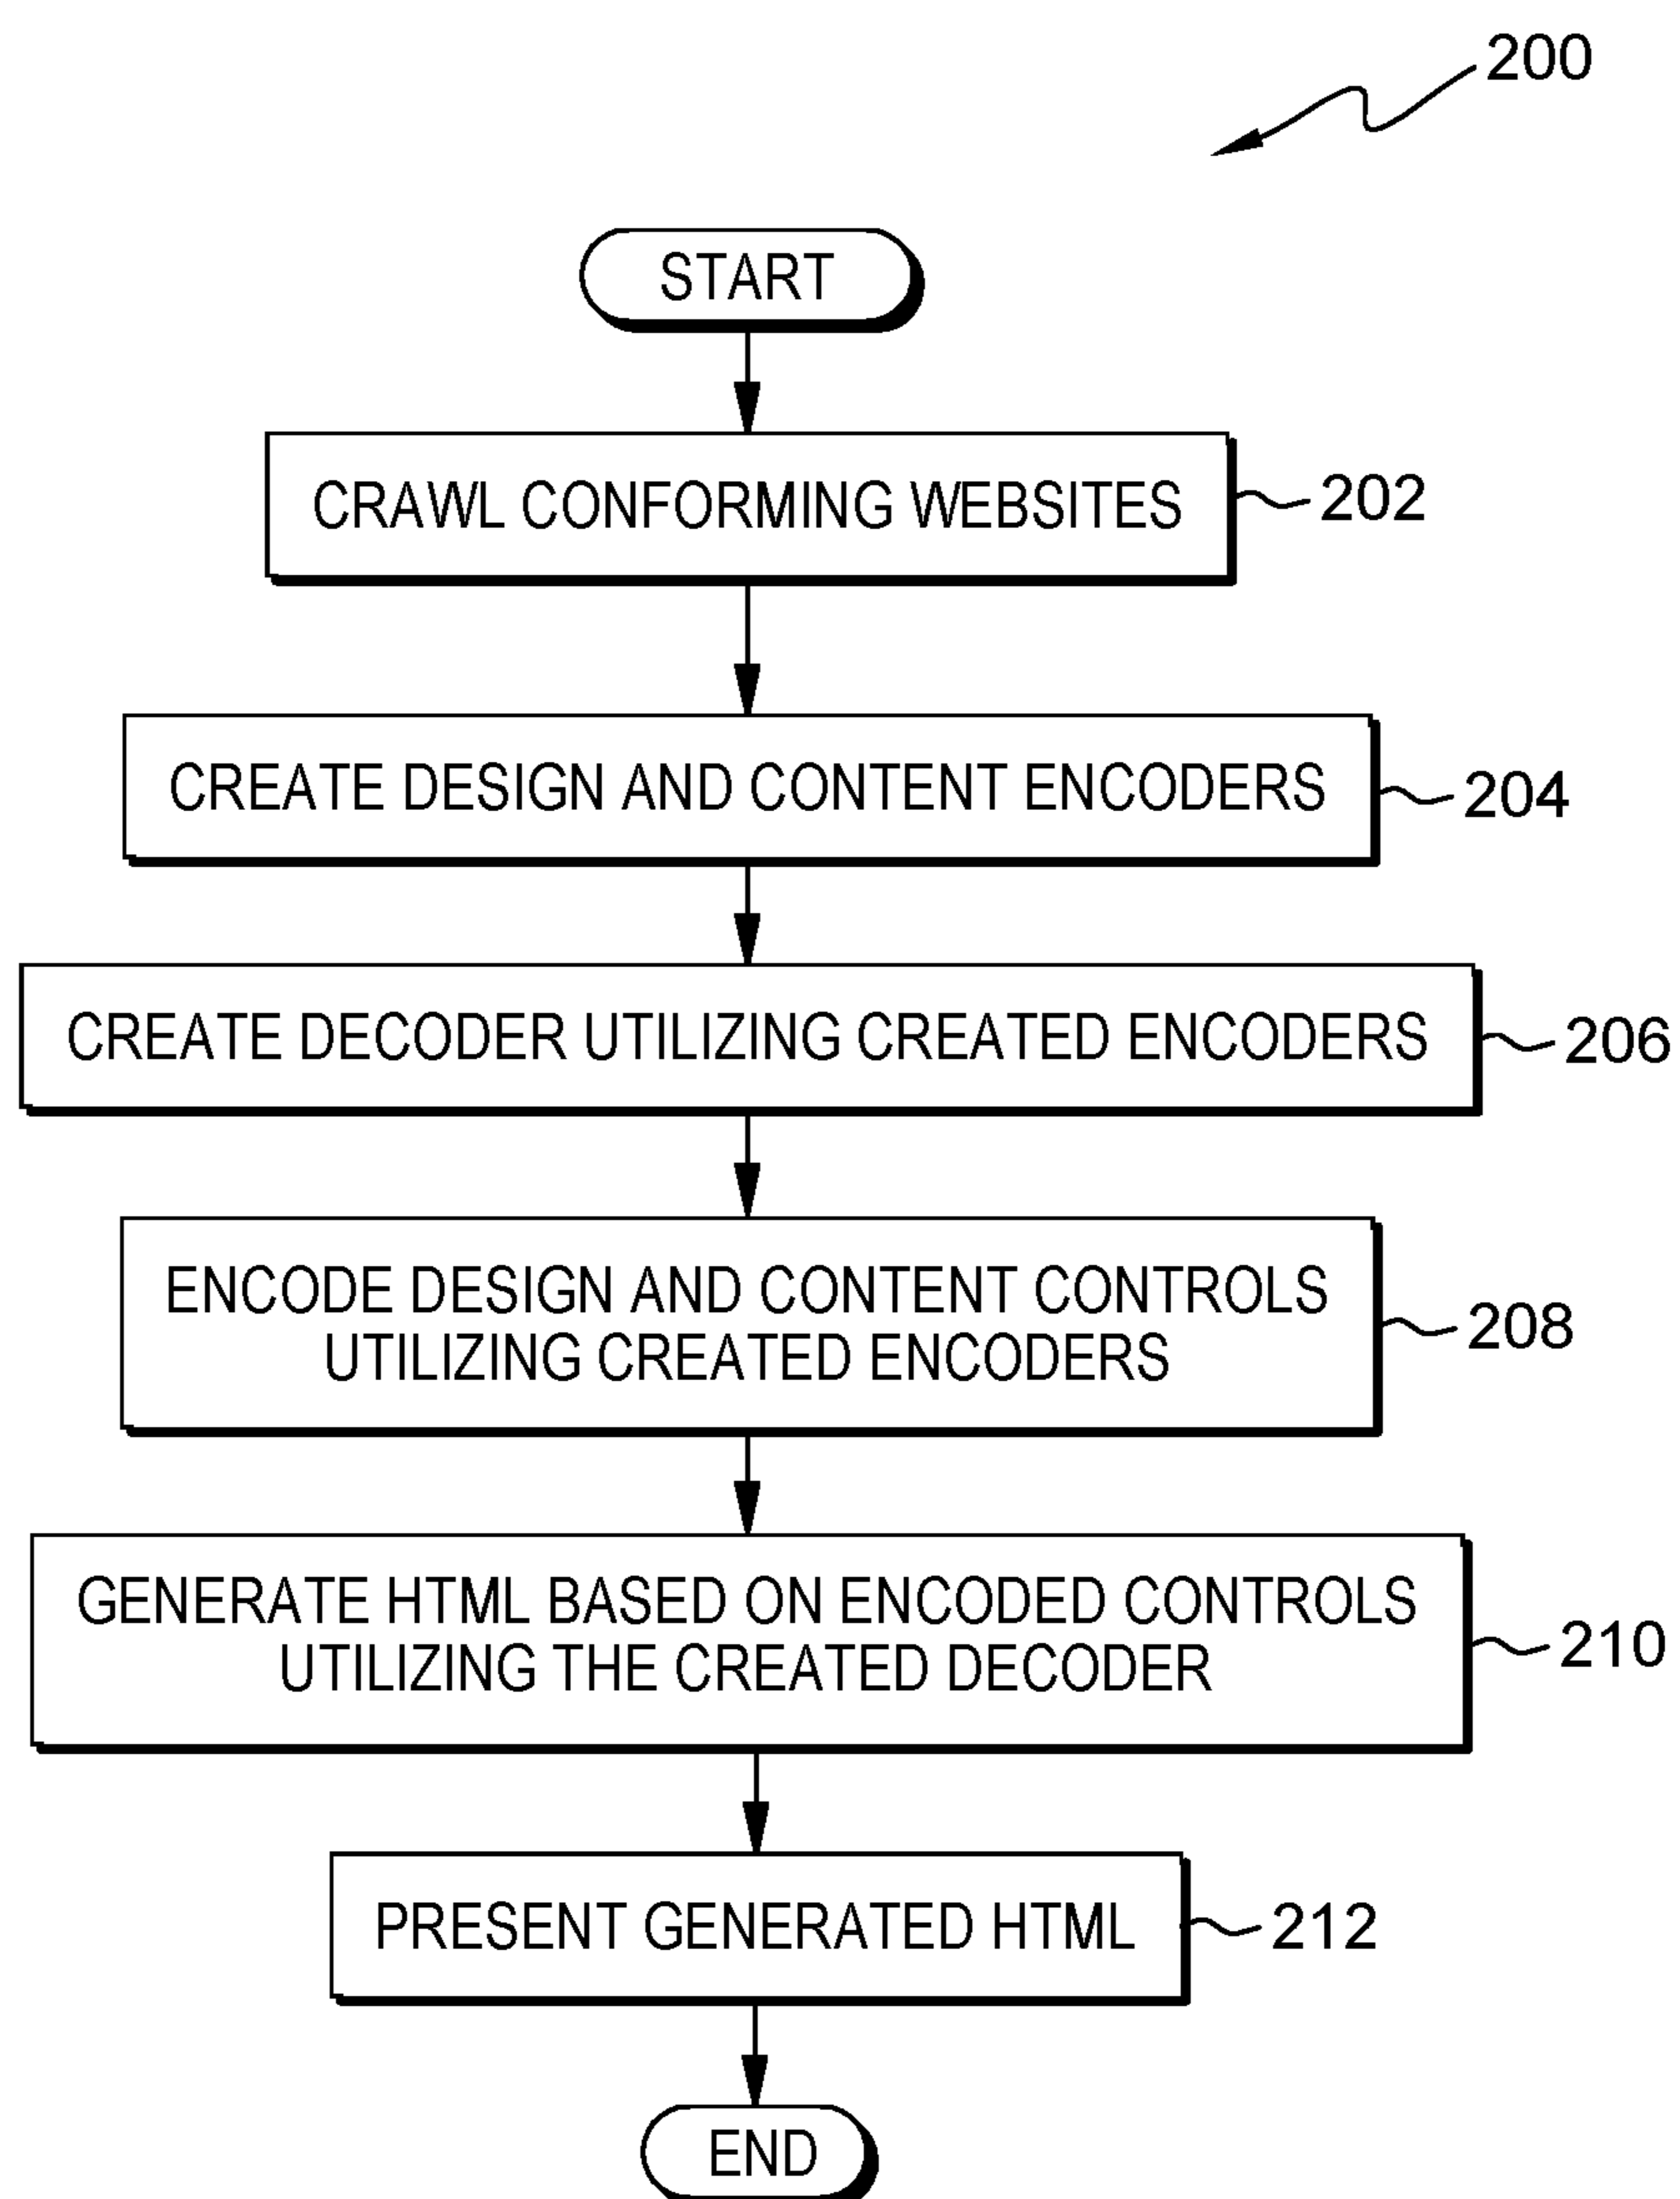 200
START
CRAWL CONFORMING WEBSITES
202
CREATE DESIGN AND CONTENT ENCODERS
204
CREATE DECODER UTILIZING CREATED ENCODERS
206
ENCODE DESIGN AND CONTENT CONTROLS
UTILIZING CREATED ENCODERS
208
GENERATE HTML BASED ON ENCODED CONTROLS
UTILIZING THE CREATED DECODER
210
PRESENT GENERATED HTML
212
END